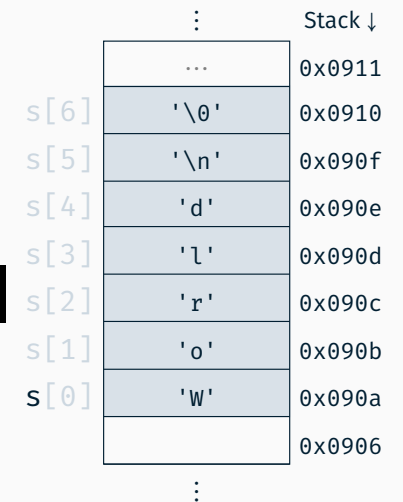 ⋮ Stack ↓
... 0x0911
s[6] '\0' 0x0910
s[5] '\n' 0x090f
s[4] 'd' 0x090e
s[3] 'l' 0x090d
s[2] 'r' 0x090c
s[1] 'o' 0x090b
s[0] 'W' 0x090a
0x0906
⋮